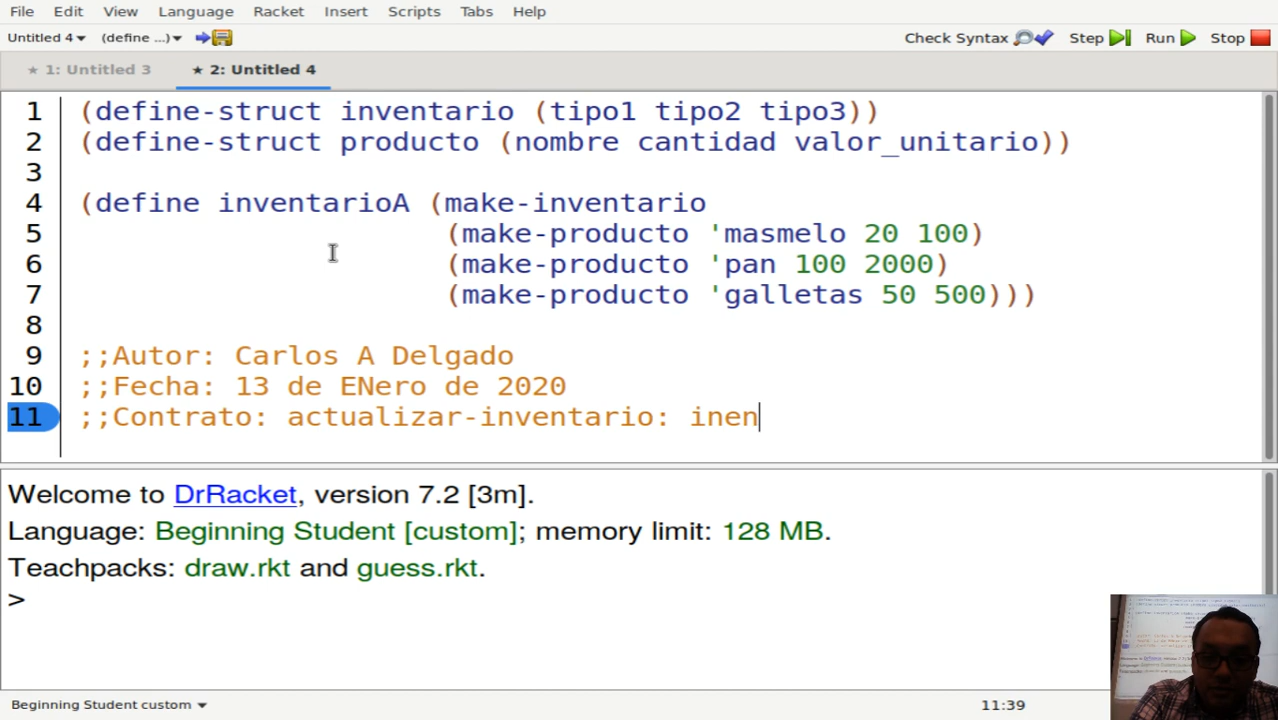 File Edit View Language Racket Insert Scripts Tabs Help
Untitled 4 (define ...) Check Syntax Step Run Stop
1: Untitled 3 2: Untitled 4
1 (define-struct inventario (tipo1 tipo2 tipo3))
2 (define-struct producto (nombre cantidad valor_unitario))
3
4 (define inventarioA (make-inventario
5 (make-producto 'masmelo 20 100)
6 (make-producto 'pan 100 2000)
7 (make-producto 'galletas 50 500)))
8
9 ;;Autor: Carlos A Delgado
10 ;;Fecha: 13 de ENero de 2020
11 ;;Contrato: actualizar-inventario: inen
Welcome to DrRacket, version 7.2 [3m].
Language: Beginning Student [custom]; memory limit: 128 MB.
Teachpacks: draw.rkt and guess.rkt.
>
Beginning Student custom 11:39